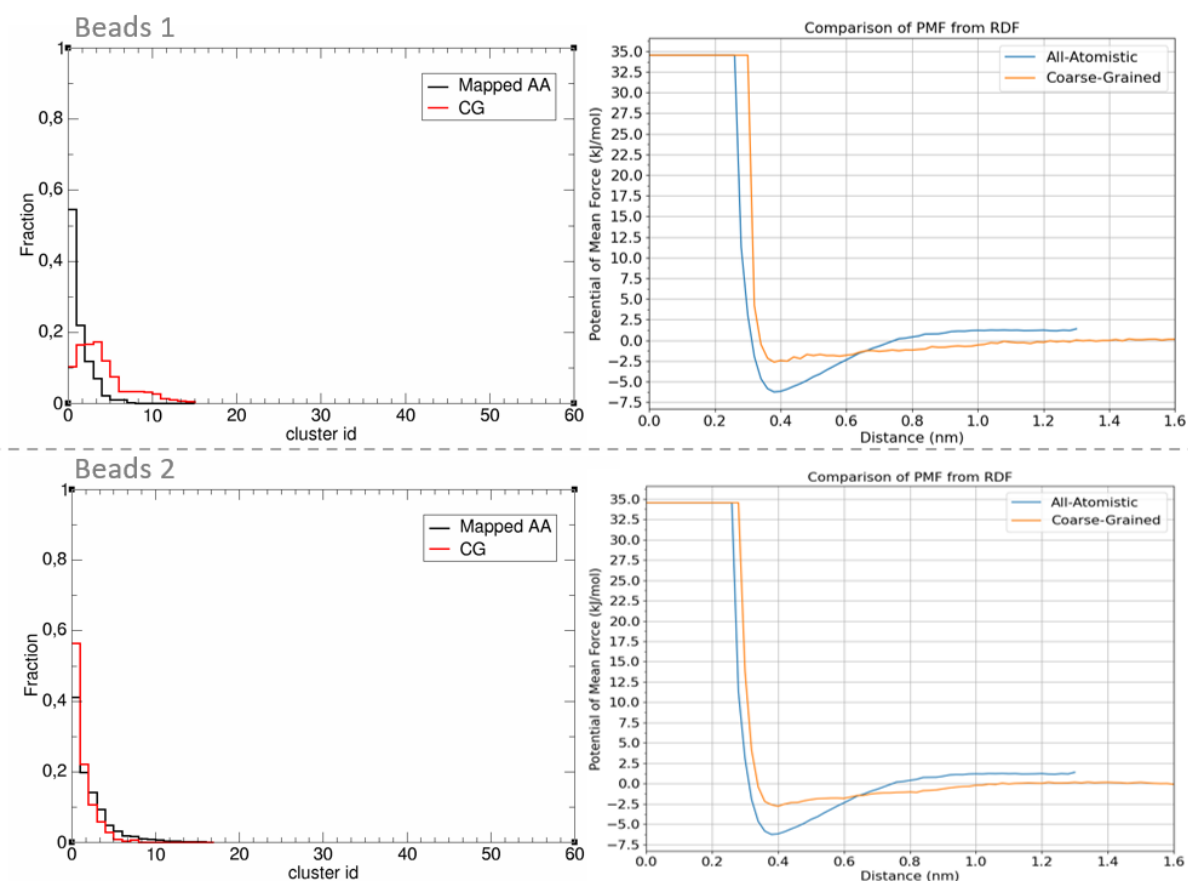 Beads 1
1
0,8
0,6
0,4
0,2
0
Fraction
0 10 20 30 40 50 60
cluster id
Mapped AA
CG
Comparison of PMF from RDF
35.0
32.5
30.0
27.5
25.0
22.5
20.0
17.5
15.0
12.5
10.0
7.5
5.0
2.5
0.0
−2.5
−5.0
−7.5
Potential of Mean Force (kJ/mol)
0.0 0.2 0.4 0.6 0.8 1.0 1.2 1.4 1.6
Distance (nm)
All-Atomistic
Coarse-Grained
Beads 2
1
0,8
0,6
0,4
0,2
0
Fraction
0 10 20 30 40 50 60
cluster id
Mapped AA
CG
Comparison of PMF from RDF
35.0
32.5
30.0
27.5
25.0
22.5
20.0
17.5
15.0
12.5
10.0
7.5
5.0
2.5
0.0
−2.5
−5.0
−7.5
Potential of Mean Force (kJ/mol)
0.0 0.2 0.4 0.6 0.8 1.0 1.2 1.4 1.6
Distance (nm)
All-Atomistic
Coarse-Grained